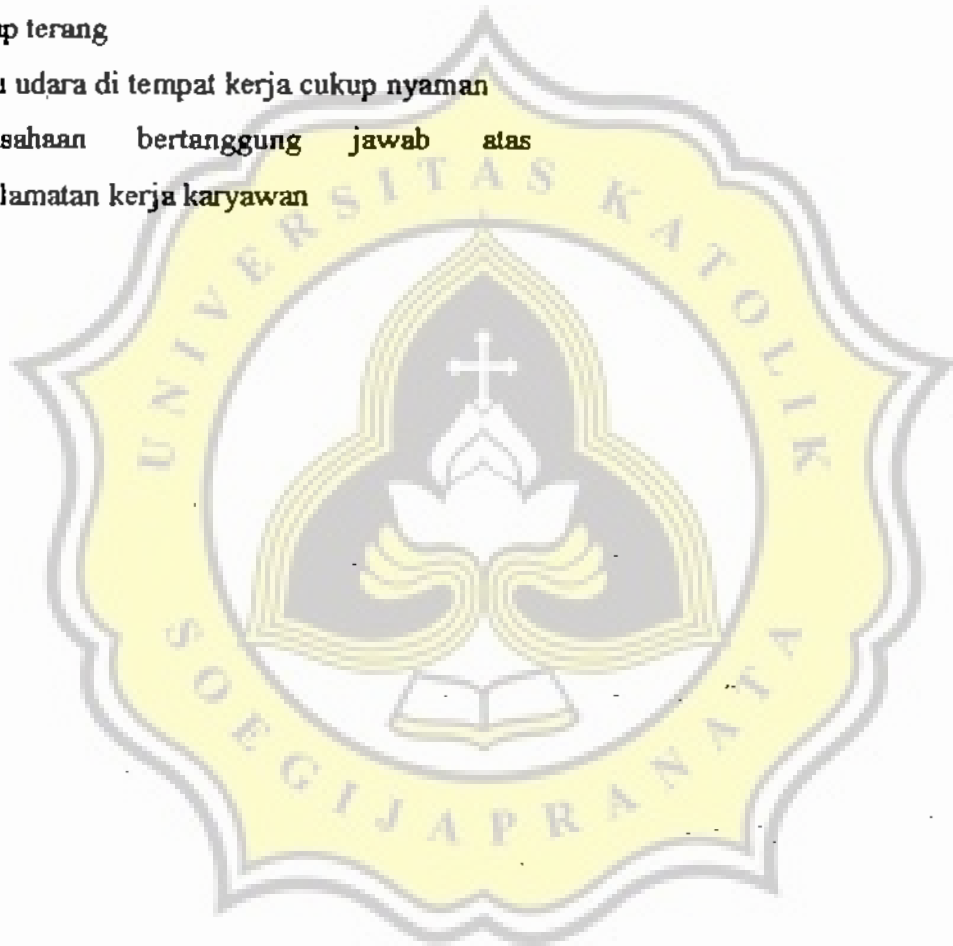 p terang
udara di tempat kerja cukup nyaman
sahaan bertanggung jawab atas
lamatan kerja karyawan
UNIVERSITAS KATOLIK
SOEGIJAPRANATA